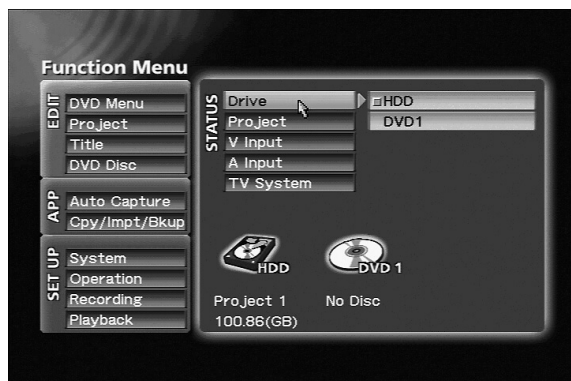 Function Menu
EDIT
DVD Menu
Project
Title
DVD Disc
APP
Auto Capture
Cpy/Impt/Bkup
SET UP
System
Operation
Recording
Playback
STATUS
Drive
Project
V Input
A Input
TV System
HDD
DVD1
HDD
DVD 1
Project 1
No Disc
100.86(GB)